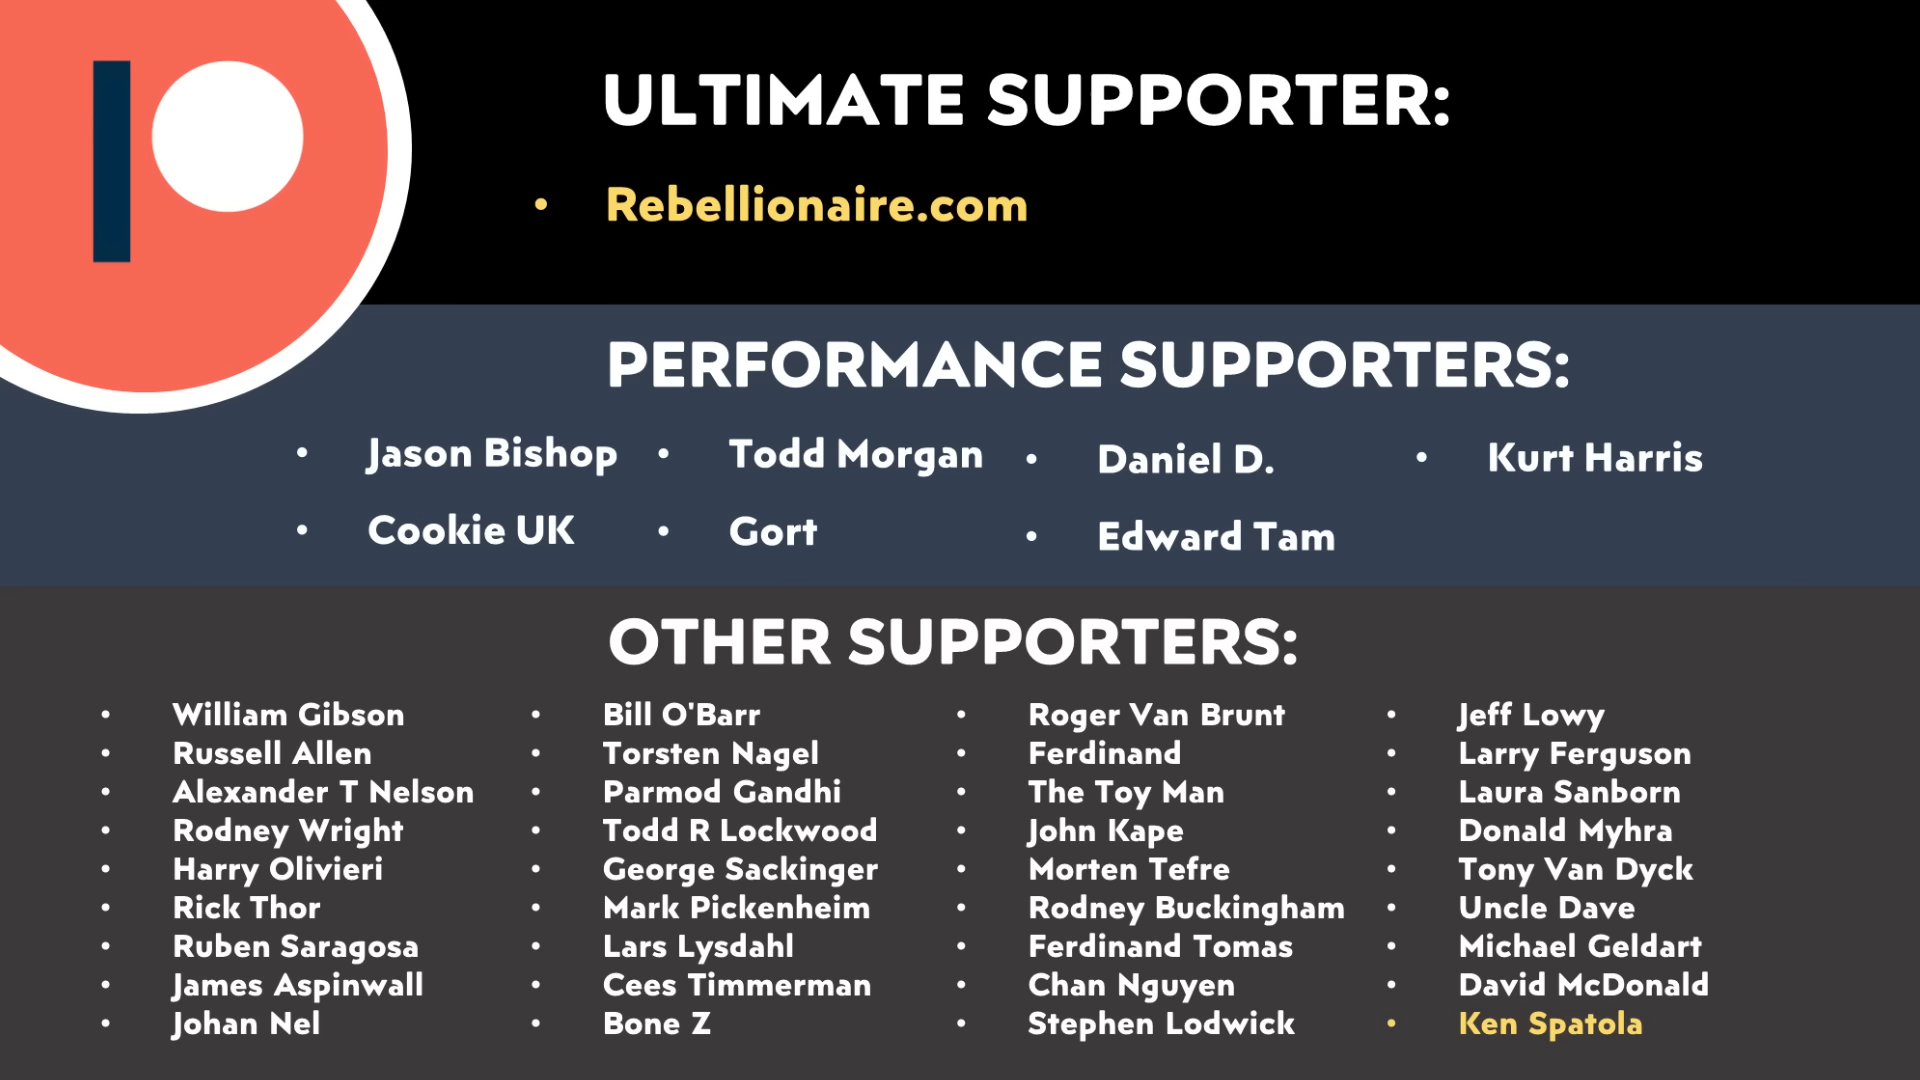 ULTIMATE SUPPORTER:
• Rebellionaire.com
PERFORMANCE SUPPORTERS:
• Jason Bishop
• Cookie UK
• Todd Morgan
• Gort
• Daniel D.
• Edward Tam
• Kurt Harris
OTHER SUPPORTERS:
• William Gibson
• Russell Allen
• Alexander T Nelson
• Rodney Wright
• Harry Olivieri
• Rick Thor
• Ruben Saragosa
• James Aspinwall
• Johan Nel
• Bill O'Barr
• Torsten Nagel
• Parmod Gandhi
• Todd R Lockwood
• George Sackinger
• Mark Pickenheim
• Lars Lysdahl
• Cees Timmerman
• Bone Z
• Roger Van Brunt
• Ferdinand
• The Toy Man
• John Kape
• Morten Tefre
• Rodney Buckingham
• Ferdinand Tomas
• Chan Nguyen
• Stephen Lodwick
• Jeff Lowy
• Larry Ferguson
• Laura Sanborn
• Donald Myhra
• Tony Van Dyck
• Uncle Dave
• Michael Geldart
• David McDonald
• Ken Spatola